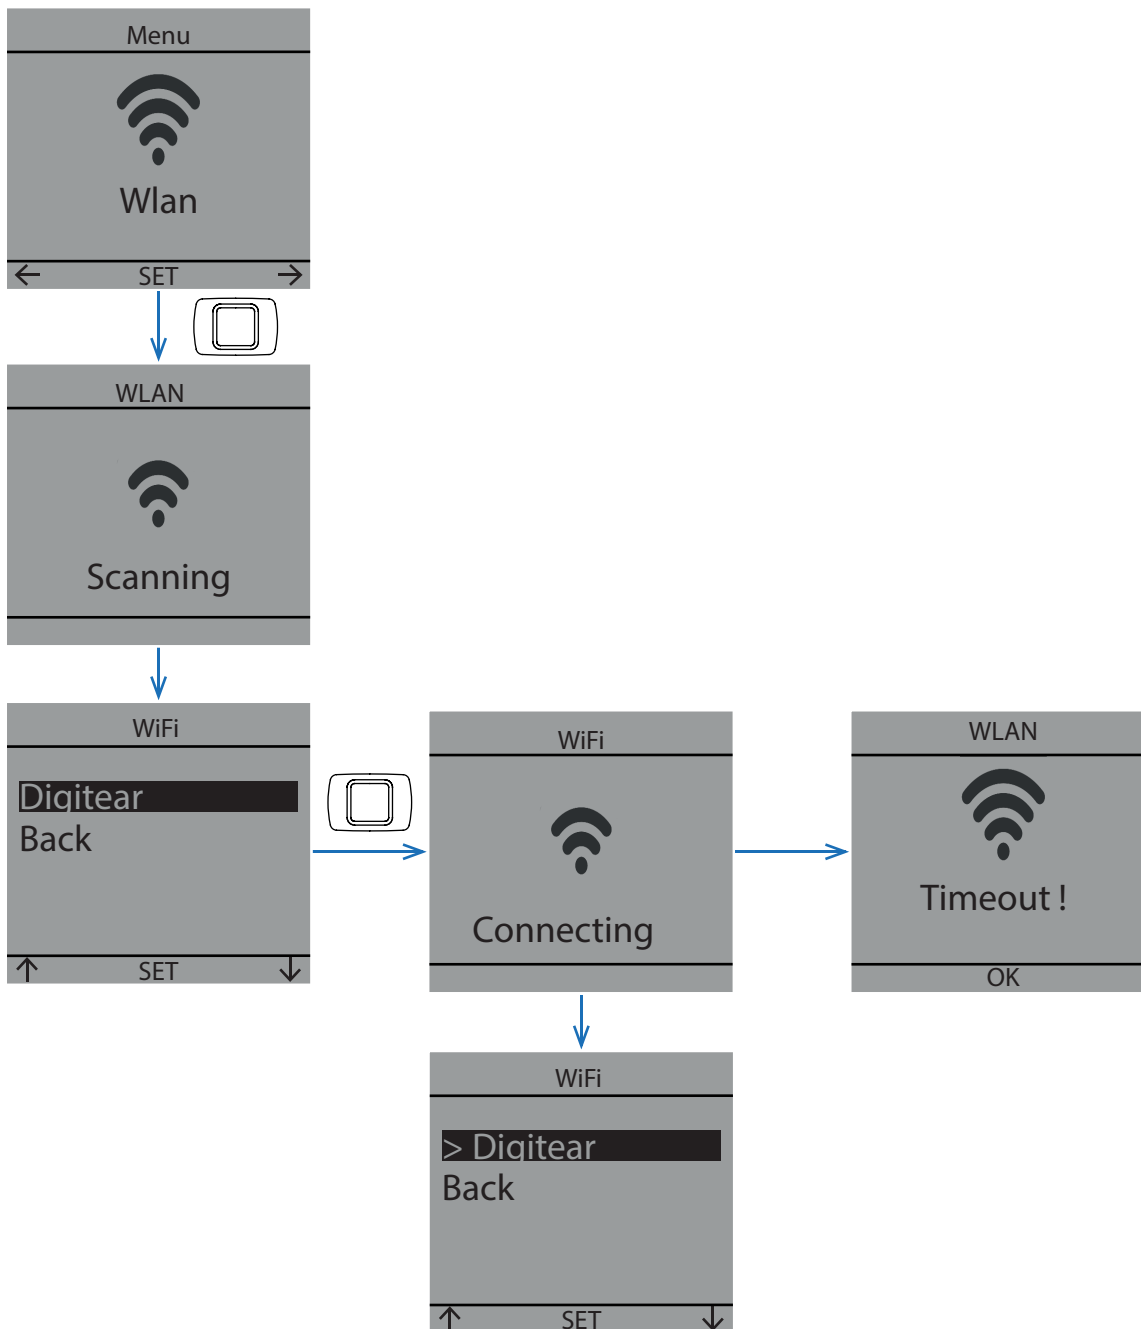 Menu
Wlan
← SET →
WLAN
Scanning
WiFi
Digitear
Back
↑ SET ↓
WiFi
Connecting
WLAN
Timeout !
OK
WiFi
> Digitear
Back
↑ SET ↓